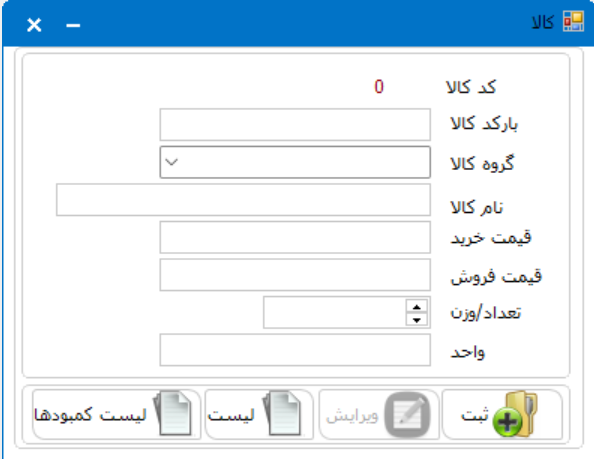 کالا
کد کالا 0
بارکد کالا
گروه کالا
نام کالا
قیمت خرید
قیمت فروش
تعداد/وزن
واحد
ثبت ویرایش لیست لیست کمبودها